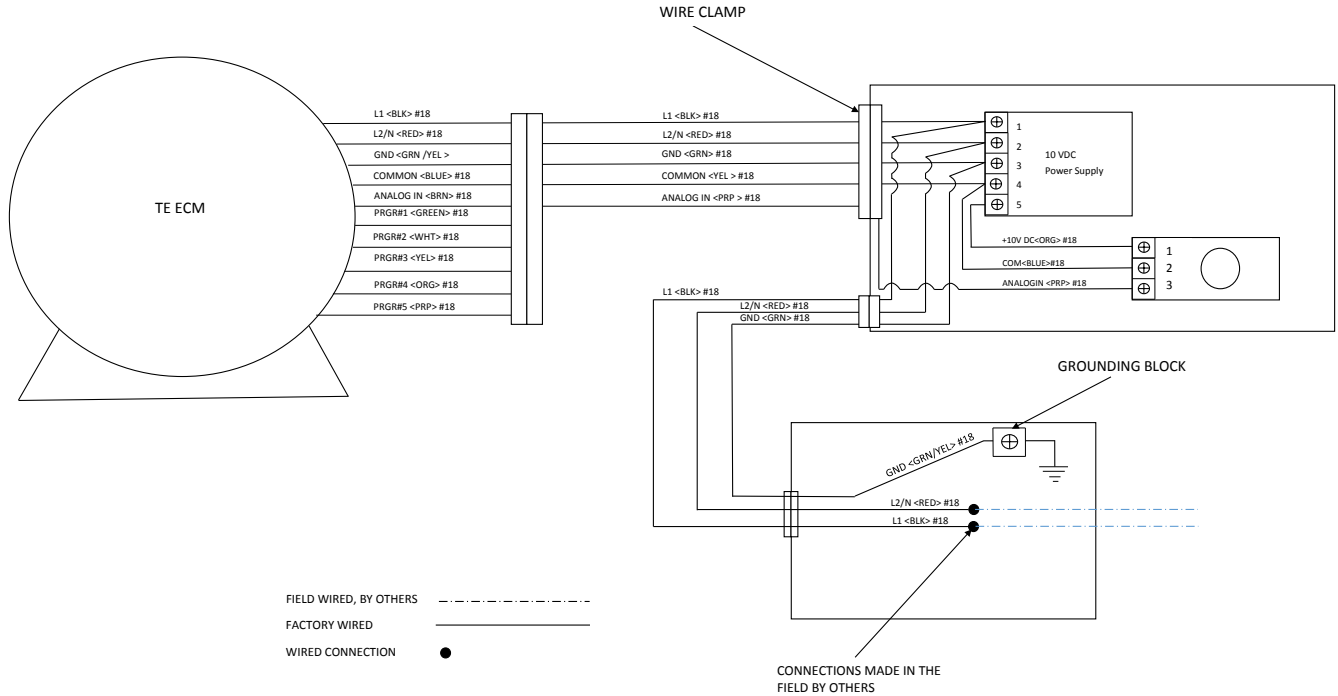 WIRE CLAMP
TE ECM
L1 <BLK> #18
L2/N <RED> #18
GND <GRN /YEL >
COMMON <BLUE> #18
ANALOG IN <BRN> #18
PRGR#1 <GREEN> #18
PRGR#2 <WHT> #18
PRGR#3 <YEL> #18
PRGR#4 <ORG> #18
PRGR#5 <PRP> #18
L1 <BLK> #18
L2/N <RED> #18
GND <GRN> #18
COMMON <YEL > #18
ANALOG IN <PRP > #18
1
2
3
4
5
10 VDC
Power Supply
+10V DC<ORG> #18
COM<BLUE>#18
ANALOGIN <PRP> #18
1
2
3
L1 <BLK> #18
L2/N <RED> #18
GND <GRN> #18
GROUNDING BLOCK
GND <GRN/YEL> #18
L2/N <RED> #18
L1 <BLK> #18
FIELD WIRED, BY OTHERS
FACTORY WIRED
WIRED CONNECTION
CONNECTIONS MADE IN THE
FIELD BY OTHERS